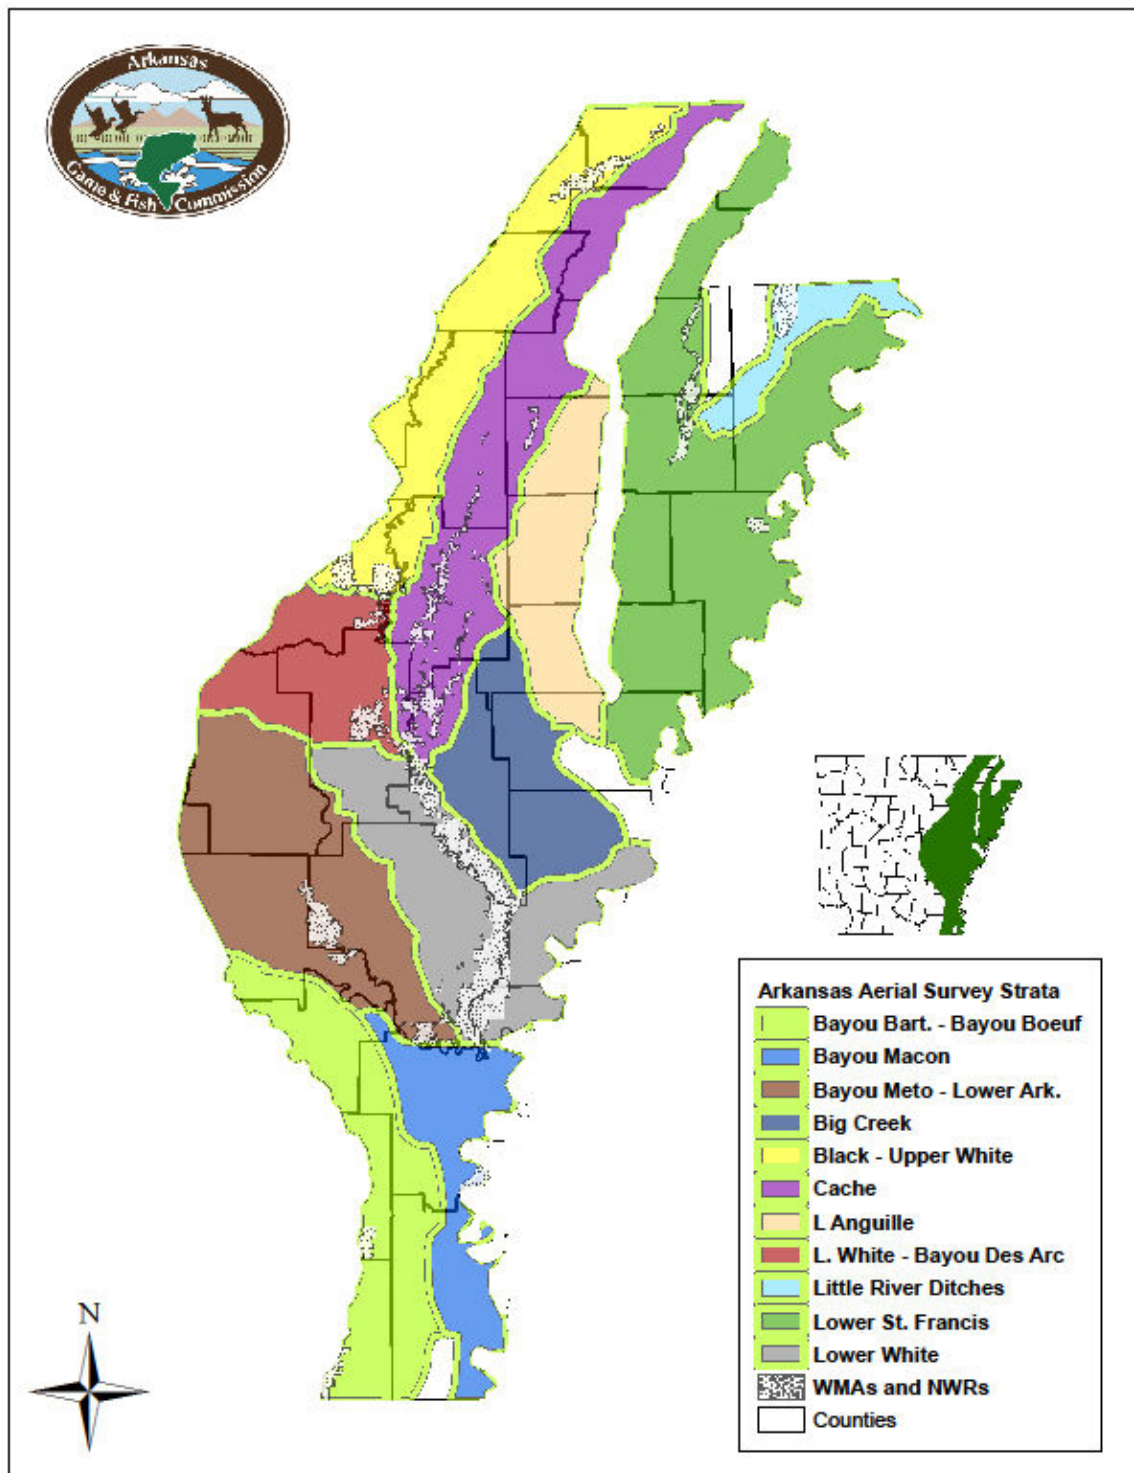 Arkansas
Game & Fish Commission
Arkansas Aerial Survey Strata
Bayou Bart. - Bayou Boeuf
Bayou Macon
Bayou Meto - Lower Ark.
Big Creek
Black - Upper White
Cache
L Anguille
L. White - Bayou Des Arc
Little River Ditches
Lower St. Francis
Lower White
WMAs and NWRs
Counties
N